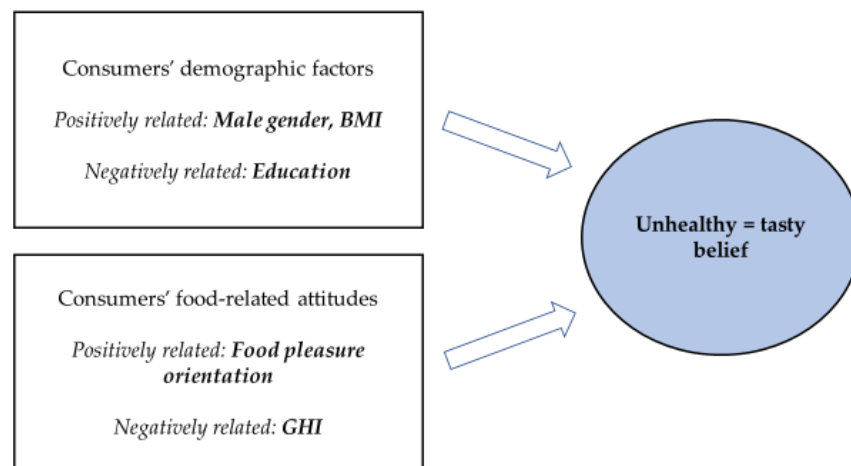 Consumers' demographic factors
Positively related: Male gender, BMI
Negatively related: Education
Unhealthy = tasty
belief
Consumers' food-related attitudes
Positively related: Food pleasure
orientation
Negatively related: GHI